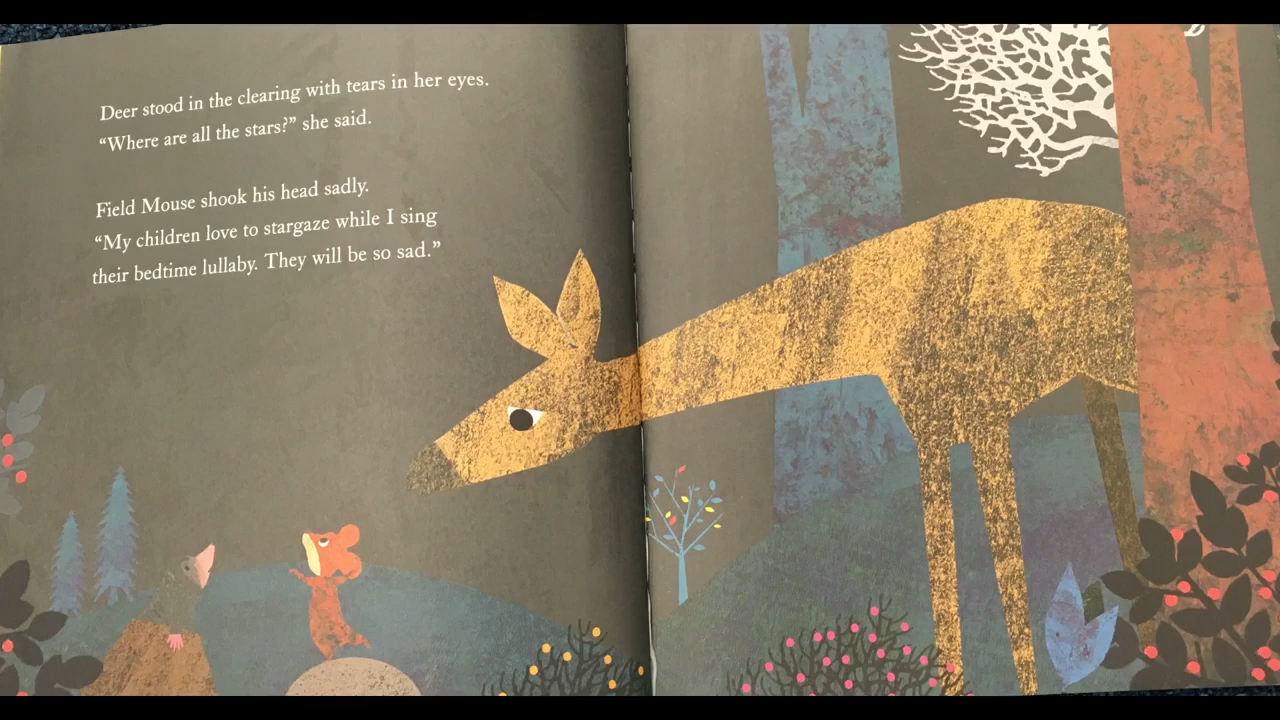 Deer stood in the clearing with tears in her eyes.
“Where are all the stars?” she said.
Field Mouse shook his head sadly.
“My children love to stargaze while I sing
their bedtime lullaby. They will be so sad.”